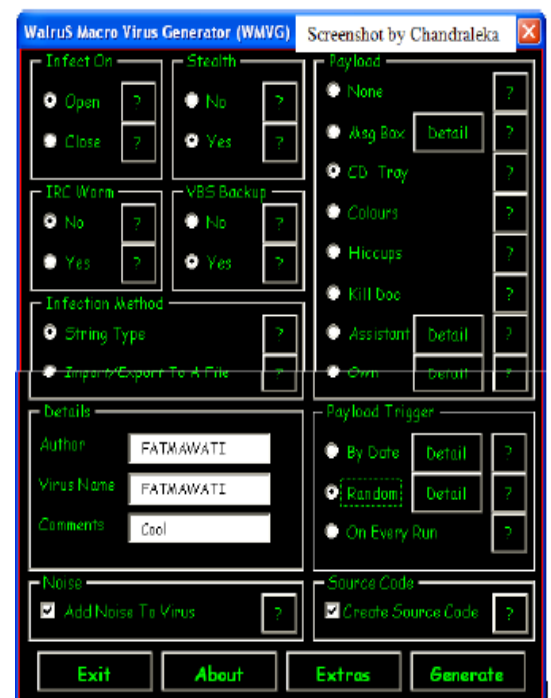 WalruS Macro Virus Generator (WMVG)
Screenshot by Chandraleka
X
Infect On
Open ?
Close ?
Stealth
No ?
Yes ?
Payload
None ?
Msg Box Detail ?
CD Tray ?
Colours ?
Hiccups ?
Kill Doc ?
Assistant Detail ?
Own Detail ?
IRC Worm
No ?
Yes ?
VBS Backup
No ?
Yes ?
Infection Method
String Type ?
Import/Export To A File ?
Details
Author FATMAWATI
Virus Name FATMAWATI
Comments Cool
Payload Trigger
By Date Detail ?
Random Detail ?
On Every Run ?
Noise
Add Noise To Virus ?
Source Code
Create Source Code ?
Exit About Extras Generate